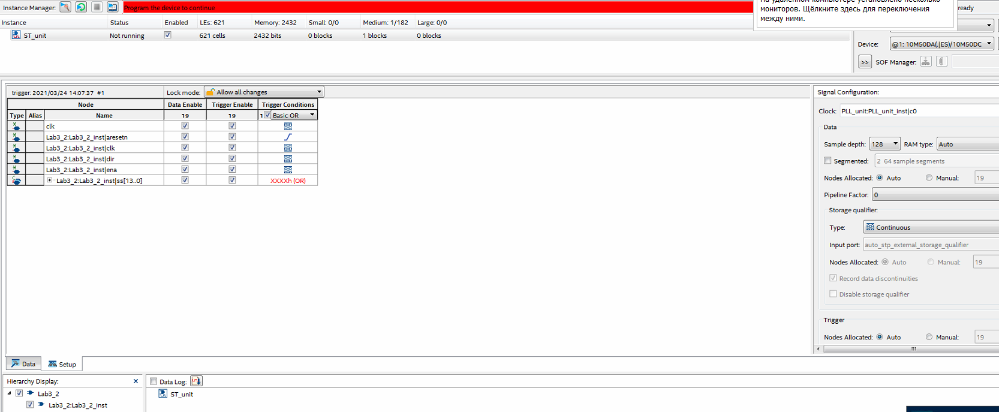 Instance Manager: Program the device to continue
на удалённом компьютере установлено несколько
мониторов. Щёлкните здесь для переключения
между ними.
ready
Instance Status Enabled LEs: 621 Memory: 2432 Small: 0/0 Medium: 1/182 Large: 0/0
ST_unit Not running 621 cells 2432 bits 0 blocks 1 blocks 0 blocks
Device: @1: 10M50DA(.|ES)/10M50DC
>> SOF Manager:
trigger: 2021/03/24 14:07:37 #1 Lock mode: Allow all changes
Node Data Enable Trigger Enable Trigger Conditions
Type Alias Name 19 19 1 Basic OR
clk
Lab3_2:Lab3_2_inst|aresetn
Lab3_2:Lab3_2_inst|clk
Lab3_2:Lab3_2_inst|dir
Lab3_2:Lab3_2_inst|ena
Lab3_2:Lab3_2_inst|ss[13..0] XXXXh (OR)
Signal Configuration:
Clock: PLL_unit:PLL_unit_inst|c0
Data
Sample depth: 128 RAM type: Auto
Segmented: 2 64 sample segments
Nodes Allocated: Auto Manual: 19
Pipeline Factor: 0
Storage qualifier:
Type: Continuous
Input port: auto_stp_external_storage_qualifier
Nodes Allocated: Auto Manual: 19
Record data discontinuities
Disable storage qualifier
Trigger
Nodes Allocated: Auto Manual: 19
Data Setup
Hierarchy Display:
Lab3_2
Lab3_2:Lab3_2_inst
Data Log:
ST_unit